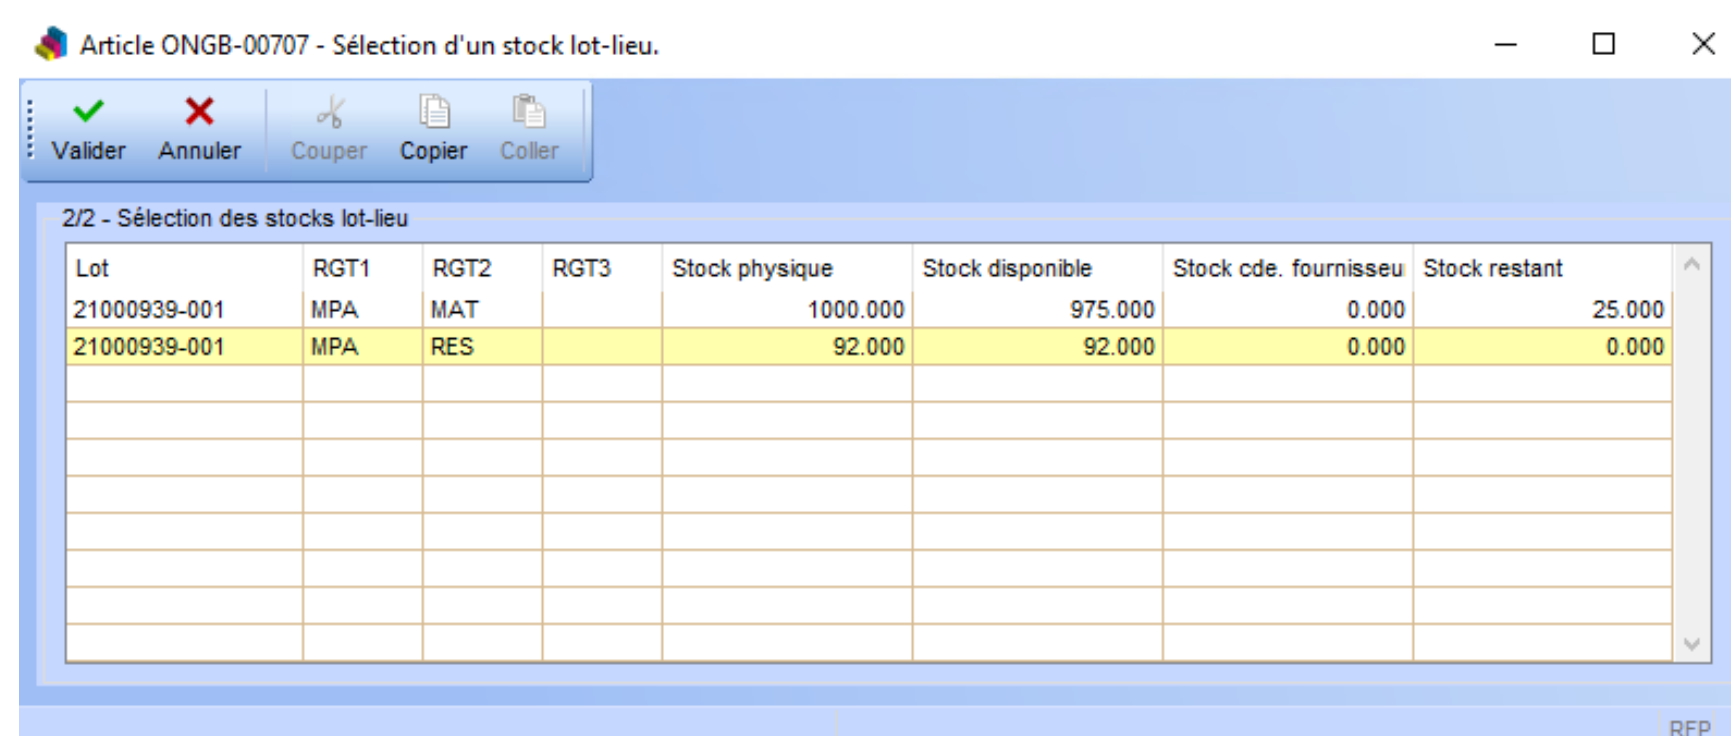 Article ONGB-00707 - Sélection d'un stock lot-lieu.
Valider Annuler Couper Copier Coller
2/2 - Sélection des stocks lot-lieu
Lot RGT1 RGT2 RGT3 Stock physique Stock disponible Stock cde. fournisseu Stock restant
21000939-001 MPA MAT 1000.000 975.000 0.000 25.000
21000939-001 MPA RES 92.000 92.000 0.000 0.000
RFP